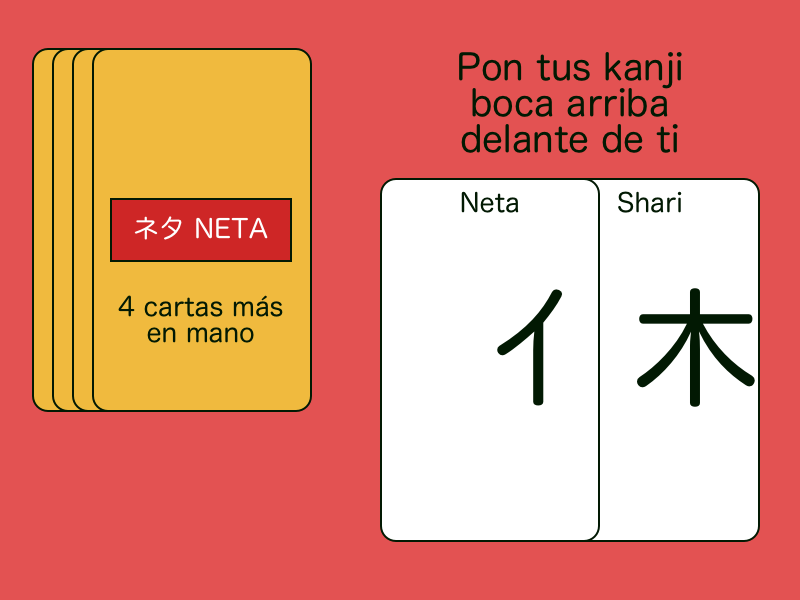 ネタ NETA
4 cartas más
en mano
Pon tus kanji
boca arriba
delante de ti
Neta
Shari
亻
木